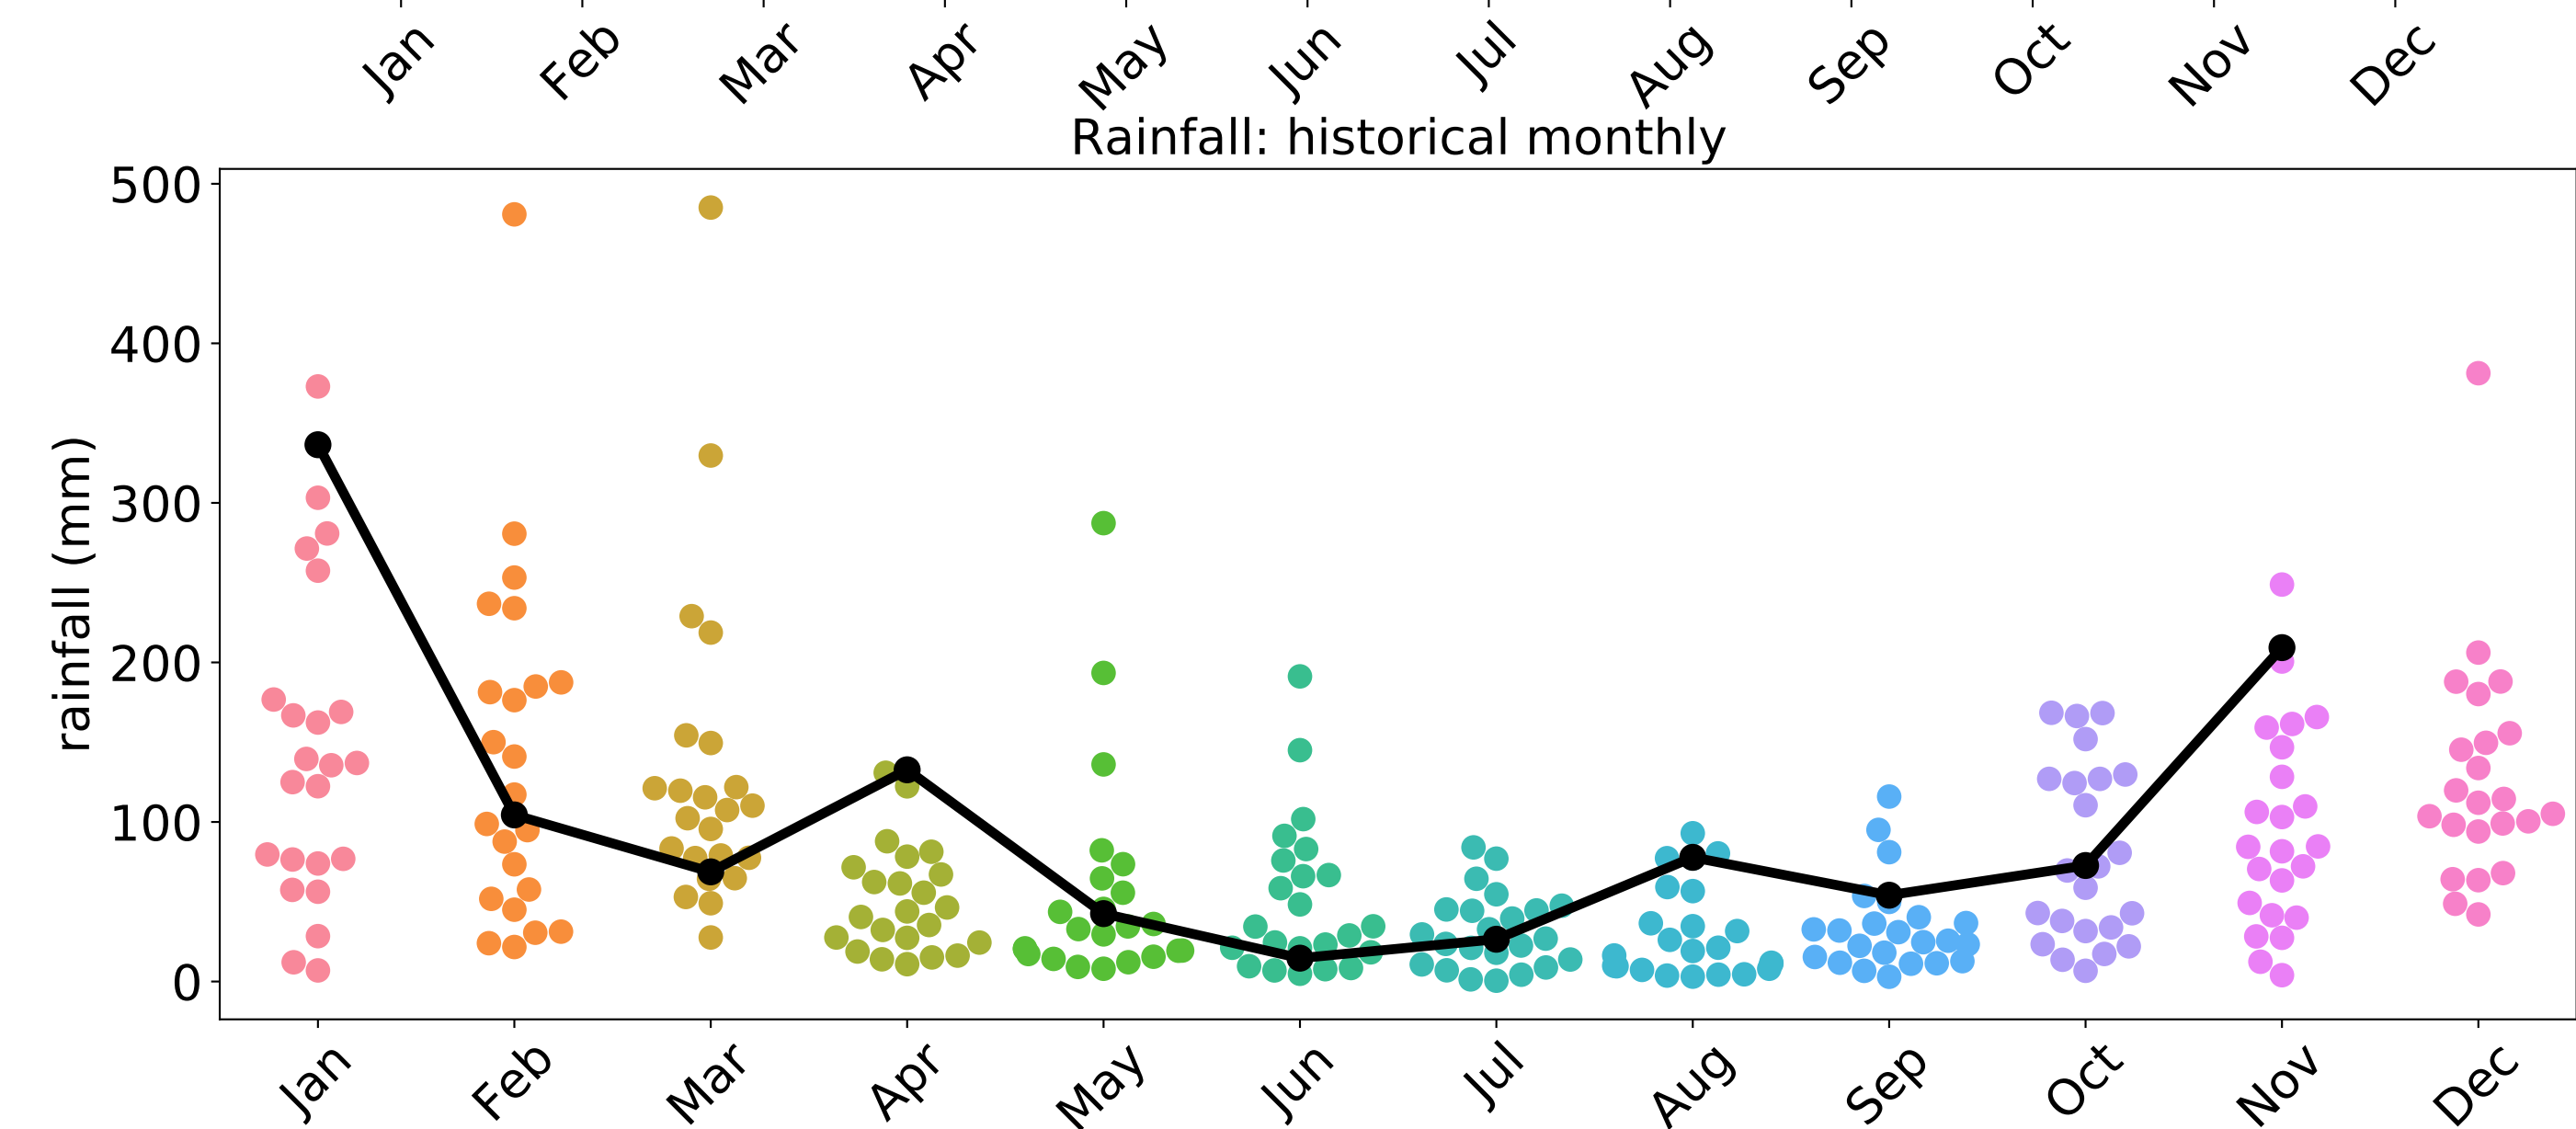 Jan Feb Mar Apr May Jun Jul Aug Sep Oct Nov Dec
Rainfall: historical monthly
500
400
300
200
100
0
rainfall (mm)
Jan Feb Mar Apr May Jun Jul Aug Sep Oct Nov Dec